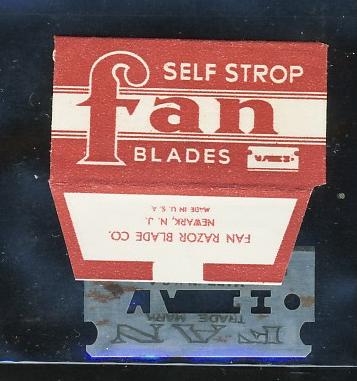 SELF STROP
fan
BLADES
FAN RAZOR BLADE CO.
NEWARK, N. J.
MADE IN U. S. A.
TRADE MARK
FAN